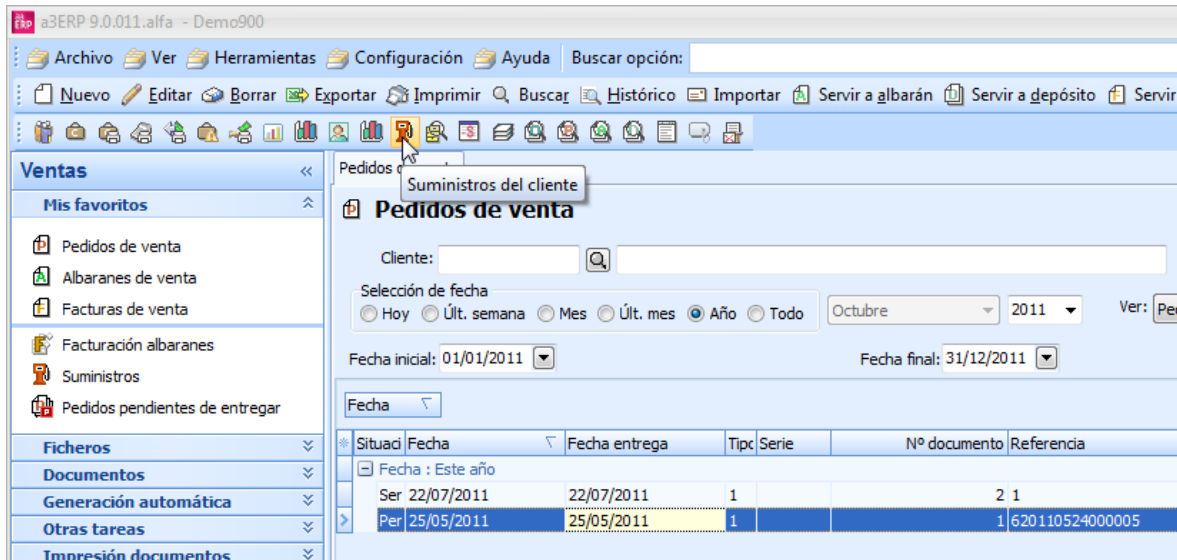 a3ERP 9.0.011.alfa - Demo900
Archivo Ver Herramientas Configuración Ayuda Buscar opción:
Nuevo Editar Borrar Exportar Imprimir Buscar Histórico Importar Servir a albarán Servir a depósito Servir
Ventas
Pedidos
Suministros del cliente
Mis favoritos
Pedidos de venta
Albaranes de venta
Facturas de venta
Facturación albaranes
Suministros
Pedidos pendientes de entregar
Ficheros
Documentos
Generación automática
Otras tareas
Impresión documentos
Pedidos de venta
Cliente:
Selección de fecha
Hoy Últ. semana Mes Últ. mes Año Todo Octubre 2011 Ver: Pe
Fecha inicial: 01/01/2011 Fecha final: 31/12/2011
Fecha
Situaci Fecha Fecha entrega Tipo Serie Nº documento Referencia
Fecha : Este año
Ser 22/07/2011 22/07/2011 1 2 1
Per 25/05/2011 25/05/2011 1 1 620110524000005